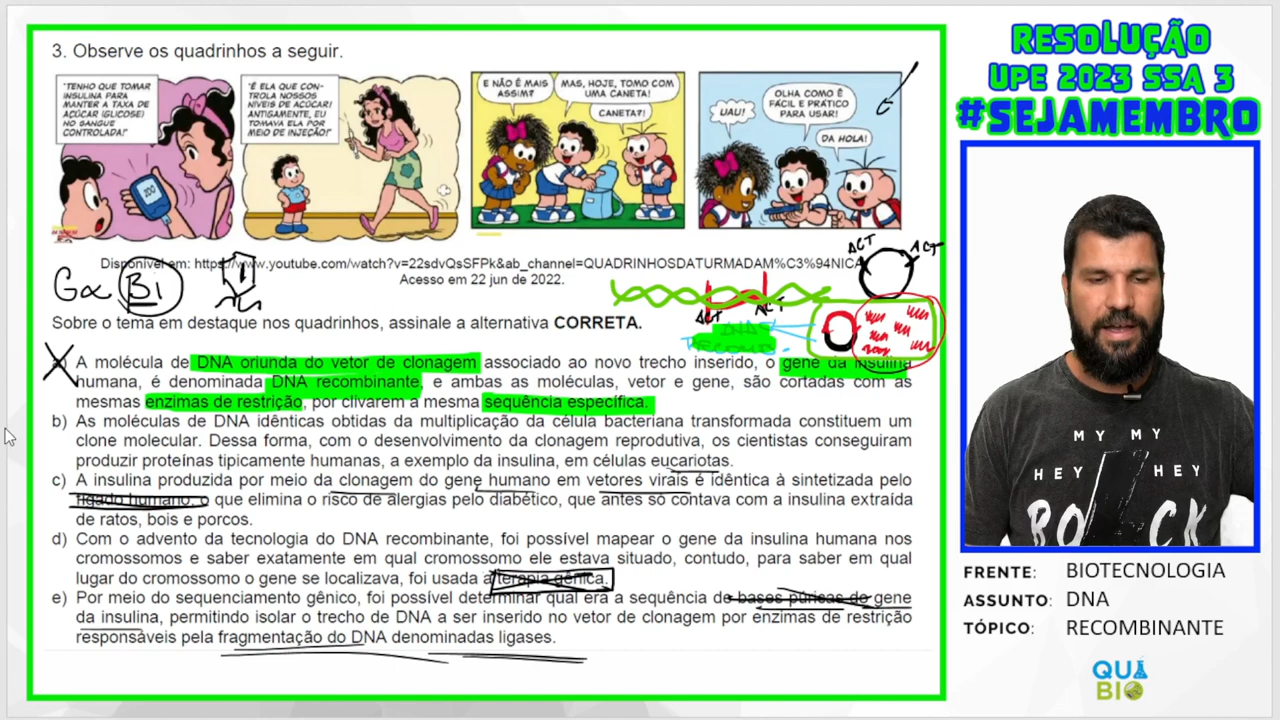 3. Observe os quadrinhos a seguir.
"TENHO QUE TOMAR
INSULINA PARA
MANTER A TAXA DE
AÇÚCAR (GLICOSE)
NO SANGUE
CONTROLADA!"
200
"É ELA QUE CON-
TROLA NOSSOS
NÍVEIS DE AÇÚCAR!
ANTIGAMENTE, EU
TOMAVA ELA POR
MEIO DE INJEÇÃO!"
E NÃO É MAIS
ASSIM?
MAS, HOJE, TOMO COM
UMA CANETA!
CANETA?!
UAU!
OLHA COMO É
FÁCIL E PRÁTICO
PARA USAR!
DA HOLA!
ACT
ACT
Disponível em: https://www.youtube.com/watch?v=22sdvQsSFPk&ab_channel=QUADRINHOSDATURMADAM%C3%94NICA
Acesso em 22 jun de 2022.
B1
ACT
ACT
Sobre o tema em destaque nos quadrinhos, assinale a alternativa CORRETA.
A molécula de DNA oriunda do vetor de clonagem associado ao novo trecho inserido, o gene da insulina
humana, é denominada DNA recombinante, e ambas as moléculas, vetor e gene, são cortadas com as
mesmas enzimas de restrição, por clivarem a mesma sequência específica.
b) As moléculas de DNA idênticas obtidas da multiplicação da célula bacteriana transformada constituem um
clone molecular. Dessa forma, com o desenvolvimento da clonagem reprodutiva, os cientistas conseguiram
produzir proteínas tipicamente humanas, a exemplo da insulina, em células eucariotas.
c) A insulina produzida por meio da clonagem do gene humano em vetores virais é idêntica à sintetizada pelo
fígado humano, o que elimina o risco de alergias pelo diabético, que antes só contava com a insulina extraída
de ratos, bois e porcos.
d) Com o advento da tecnologia do DNA recombinante, foi possível mapear o gene da insulina humana nos
cromossomos e saber exatamente em qual cromossomo ele estava situado, contudo, para saber em qual
lugar do cromossomo o gene se localizava, foi usada a terapia gênica.
e) Por meio do sequenciamento gênico, foi possível determinar qual era a sequência de bases púricas do gene
da insulina, permitindo isolar o trecho de DNA a ser inserido no vetor de clonagem por enzimas de restrição
responsáveis pela fragmentação do DNA denominadas ligases.
RESOLUÇÃO
UPE 2023 SSA 3
#SEJAMEMBRO
MY MY
HEY HEY
RO CK
FRENTE: BIOTECNOLOGIA
ASSUNTO: DNA
TÓPICO: RECOMBINANTE
QUÍ
BIO